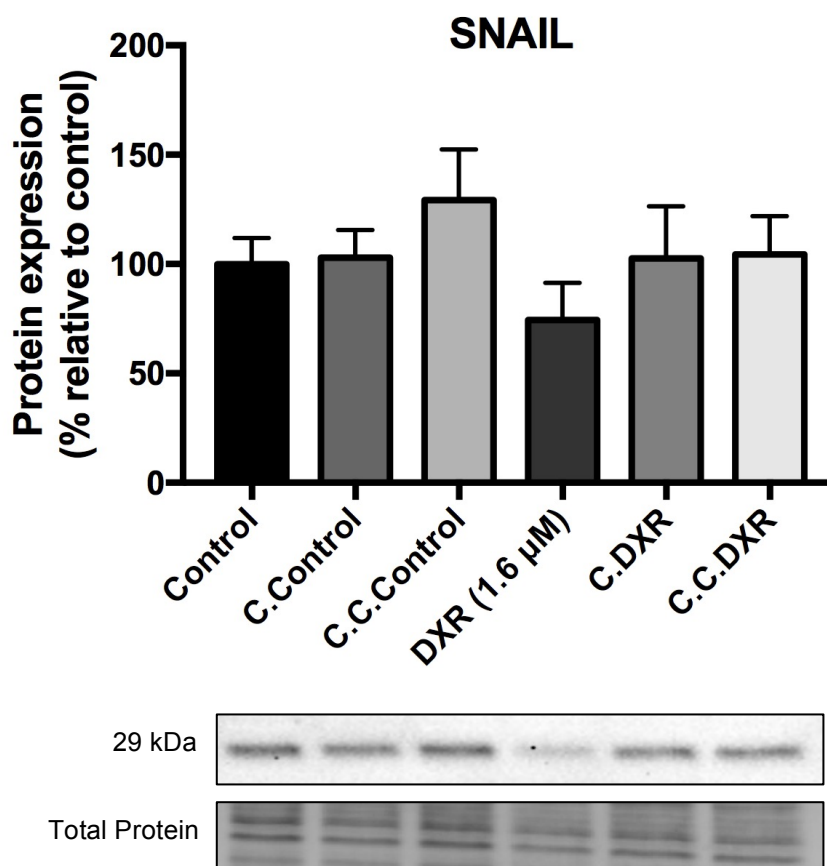 SNAIL
Protein expression
(% relative to control)
200
150
100
50
0
Control
C.Control
C.C.Control
DXR (1.6 µM)
C.DXR
C.C.DXR
29 kDa
Total Protein